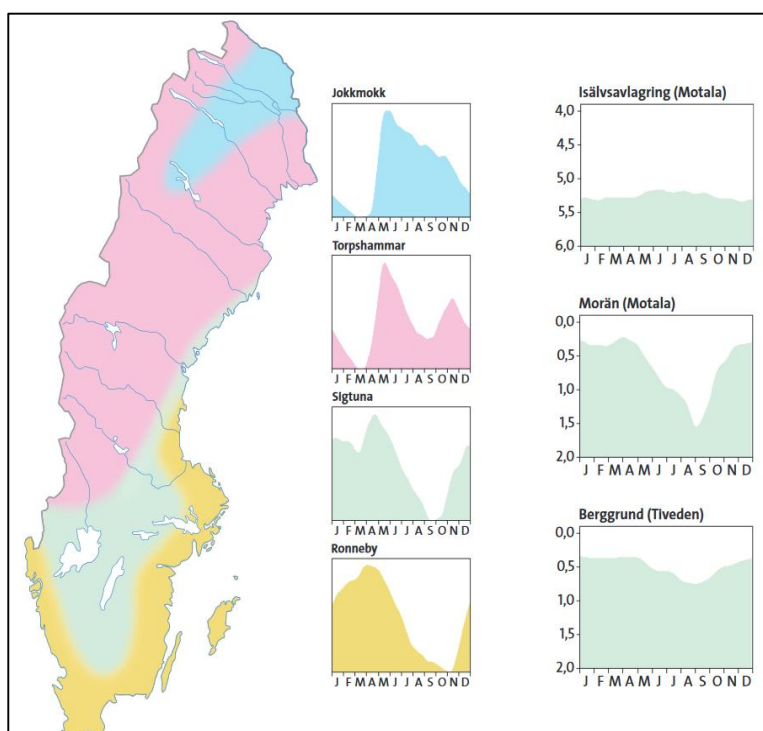 Jokkmokk
J F M A M J J A S O N D
Torpshammar
J F M A M J J A S O N D
Sigtuna
J F M A M J J A S O N D
Ronneby
J F M A M J J A S O N D
Isälvsavlagring (Motala)
4,0
4,5
5,0
5,5
6,0
J F M A M J J A S O N D
Morän (Motala)
0,0
0,5
1,0
1,5
2,0
J F M A M J J A S O N D
Berggrund (Tiveden)
0,0
0,5
1,0
1,5
2,0
J F M A M J J A S O N D